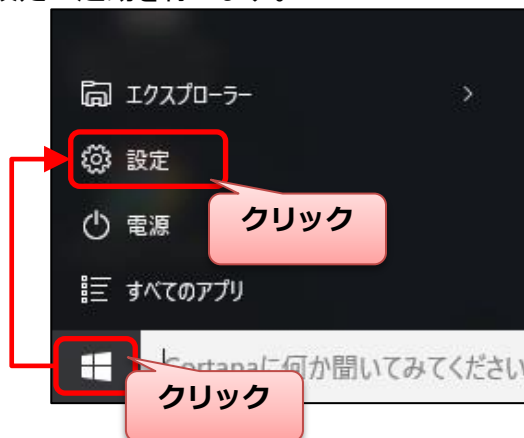 エクスプローラー
設定
クリック
電源
すべてのアプリ
Cortanaに何か聞いてみてください
クリック